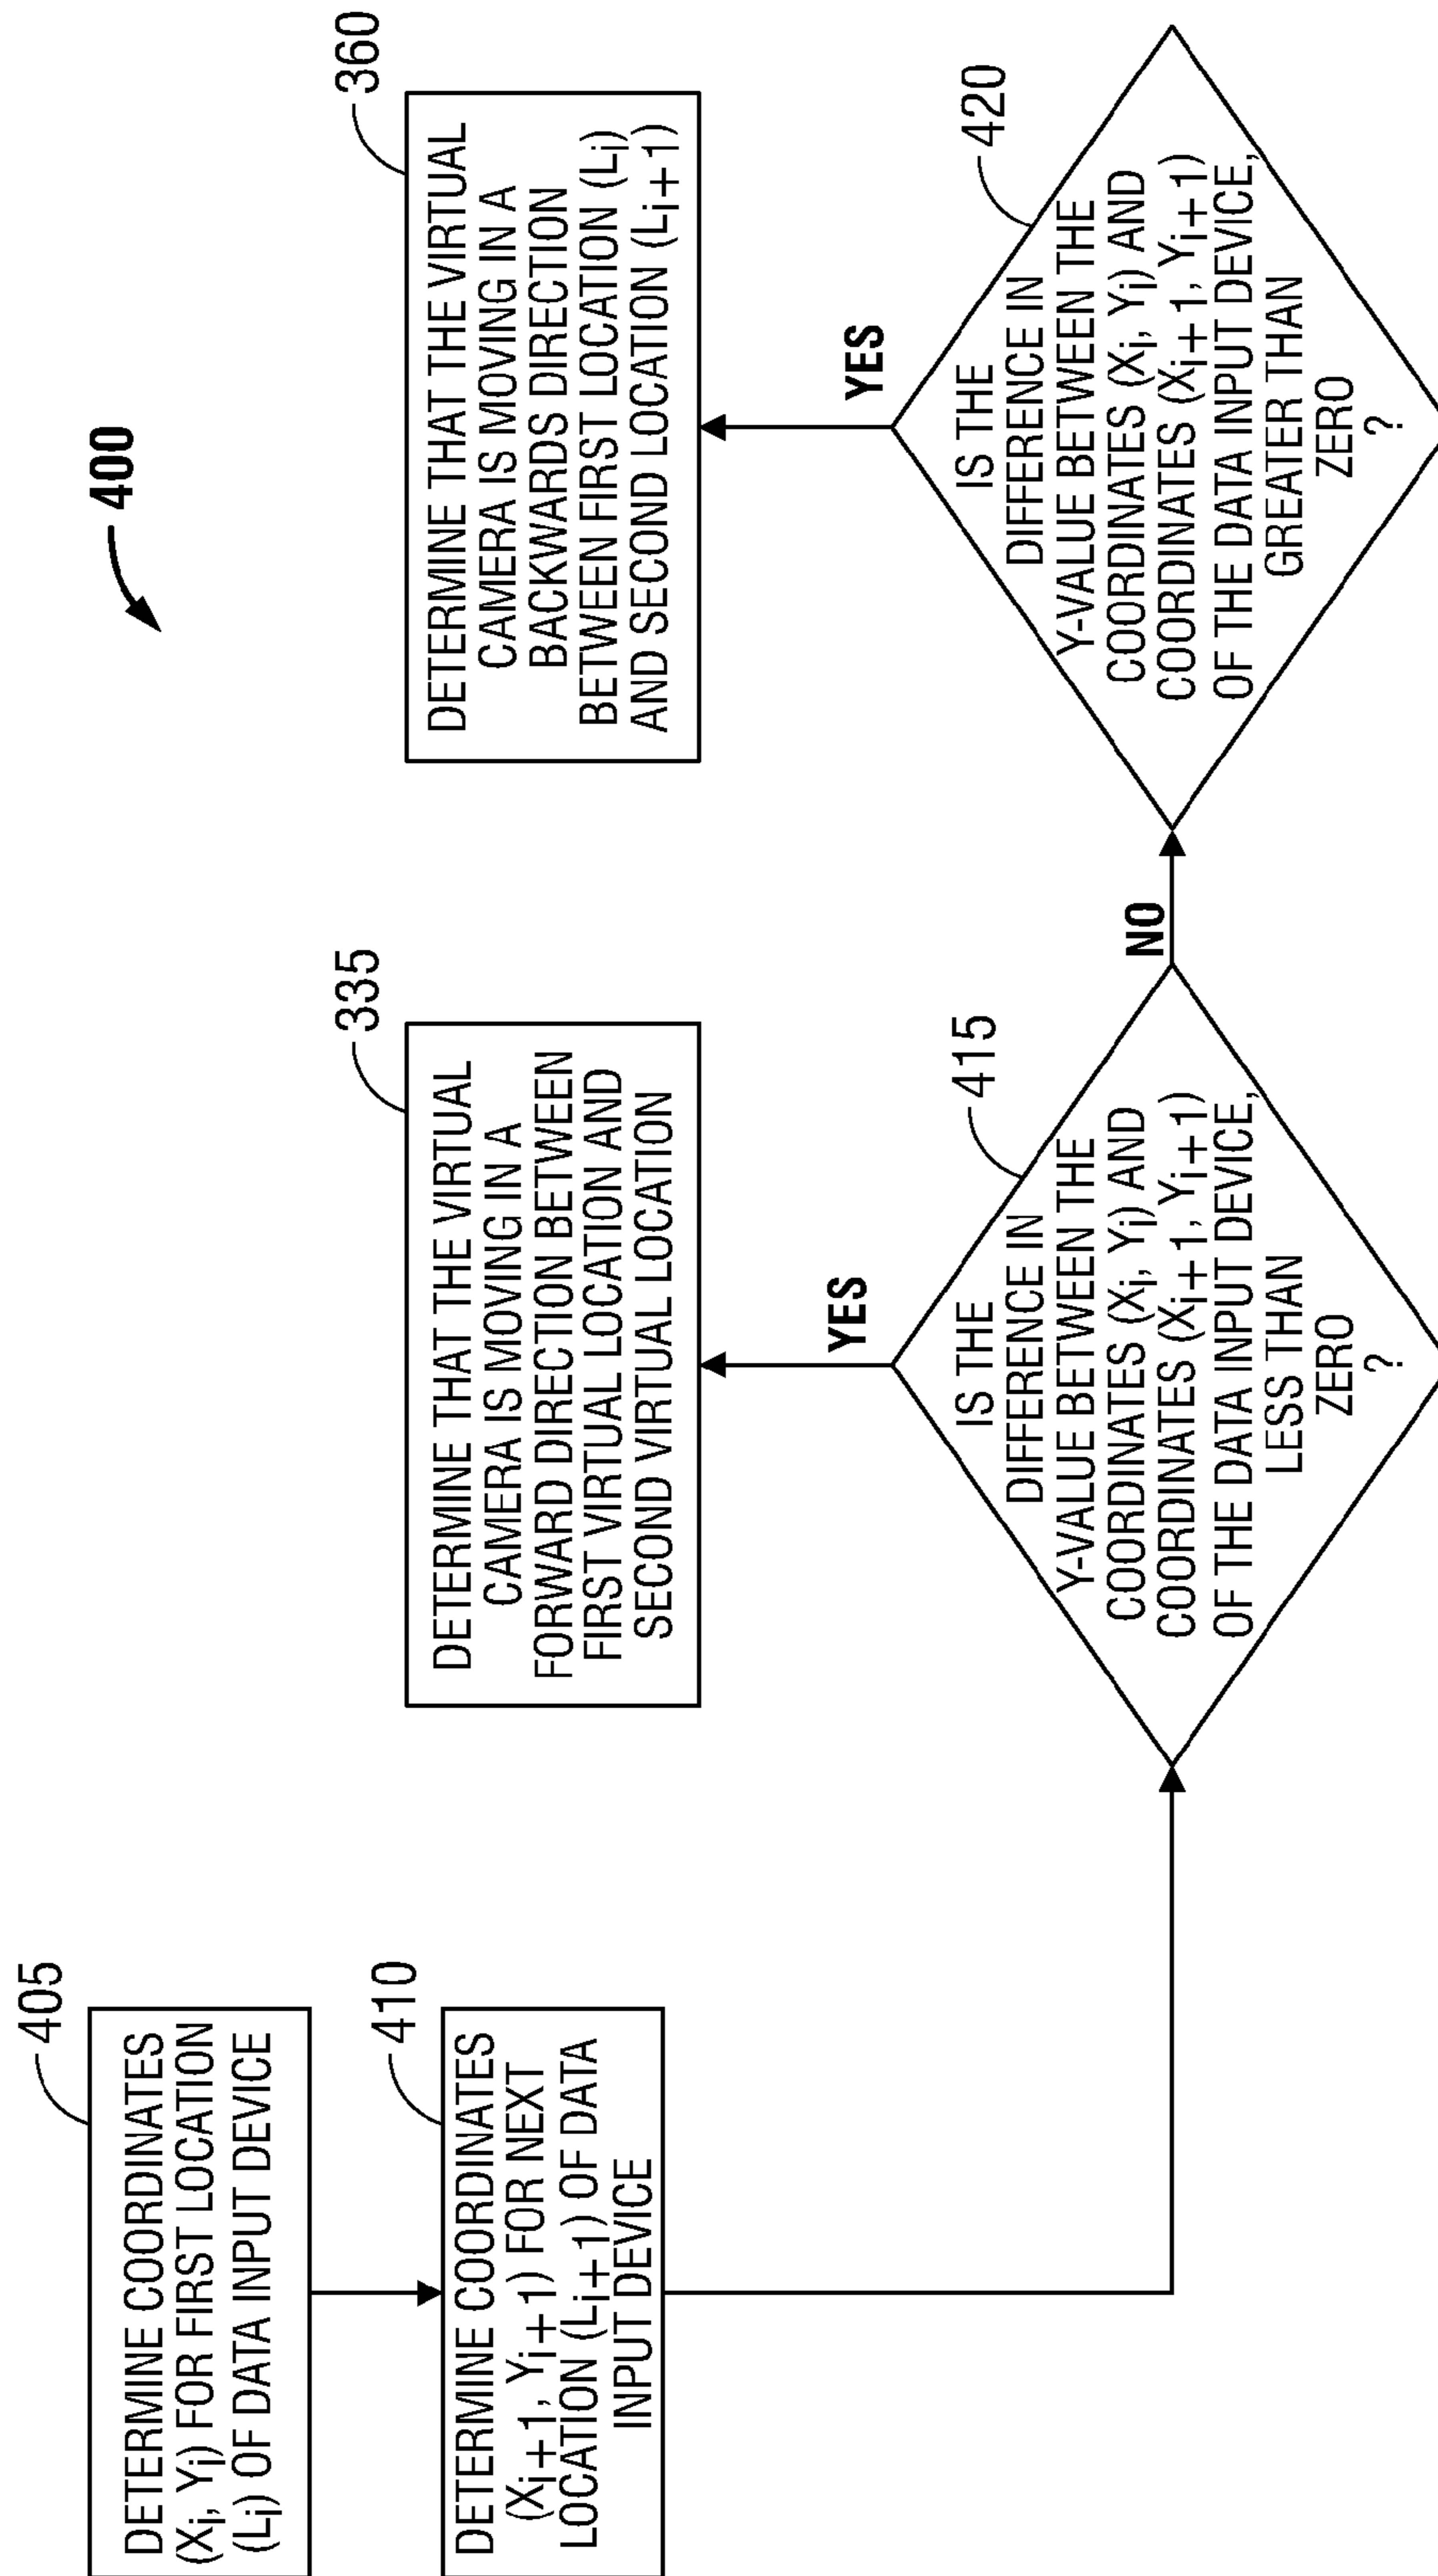 400
405
DETERMINE COORDINATES
(Xi, Yi) FOR FIRST LOCATION
(Li) OF DATA INPUT DEVICE
410
DETERMINE COORDINATES
(Xi+1, Yi+1) FOR NEXT
LOCATION (Li+1) OF DATA
INPUT DEVICE
335
DETERMINE THAT THE VIRTUAL
CAMERA IS MOVING IN A
FORWARD DIRECTION BETWEEN
FIRST VIRTUAL LOCATION AND
SECOND VIRTUAL LOCATION
YES
415
IS THE
DIFFERENCE IN
Y-VALUE BETWEEN THE
COORDINATES (Xi, Yi) AND
COORDINATES (Xi+1, Yi+1)
OF THE DATA INPUT DEVICE,
LESS THAN
ZERO
?
NO
360
DETERMINE THAT THE VIRTUAL
CAMERA IS MOVING IN A
BACKWARDS DIRECTION
BETWEEN FIRST LOCATION (Li)
AND SECOND LOCATION (Li+1)
YES
420
IS THE
DIFFERENCE IN
Y-VALUE BETWEEN THE
COORDINATES (Xi, Yi) AND
COORDINATES (Xi+1, Yi+1)
OF THE DATA INPUT DEVICE,
GREATER THAN
ZERO
?